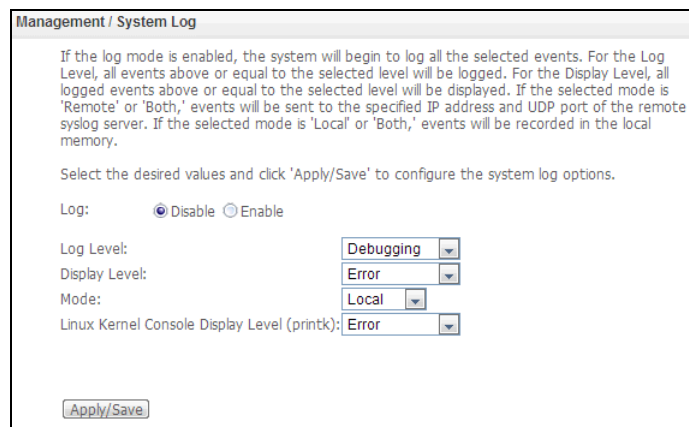 Management / System Log
If the log mode is enabled, the system will begin to log all the selected events. For the Log
Level, all events above or equal to the selected level will be logged. For the Display Level, all
logged events above or equal to the selected level will be displayed. If the selected mode is
'Remote' or 'Both,' events will be sent to the specified IP address and UDP port of the remote
syslog server. If the selected mode is 'Local' or 'Both,' events will be recorded in the local
memory.
Select the desired values and click 'Apply/Save' to configure the system log options.
Log: Disable Enable
Log Level: Debugging
Display Level: Error
Mode: Local
Linux Kernel Console Display Level (printk): Error
Apply/Save